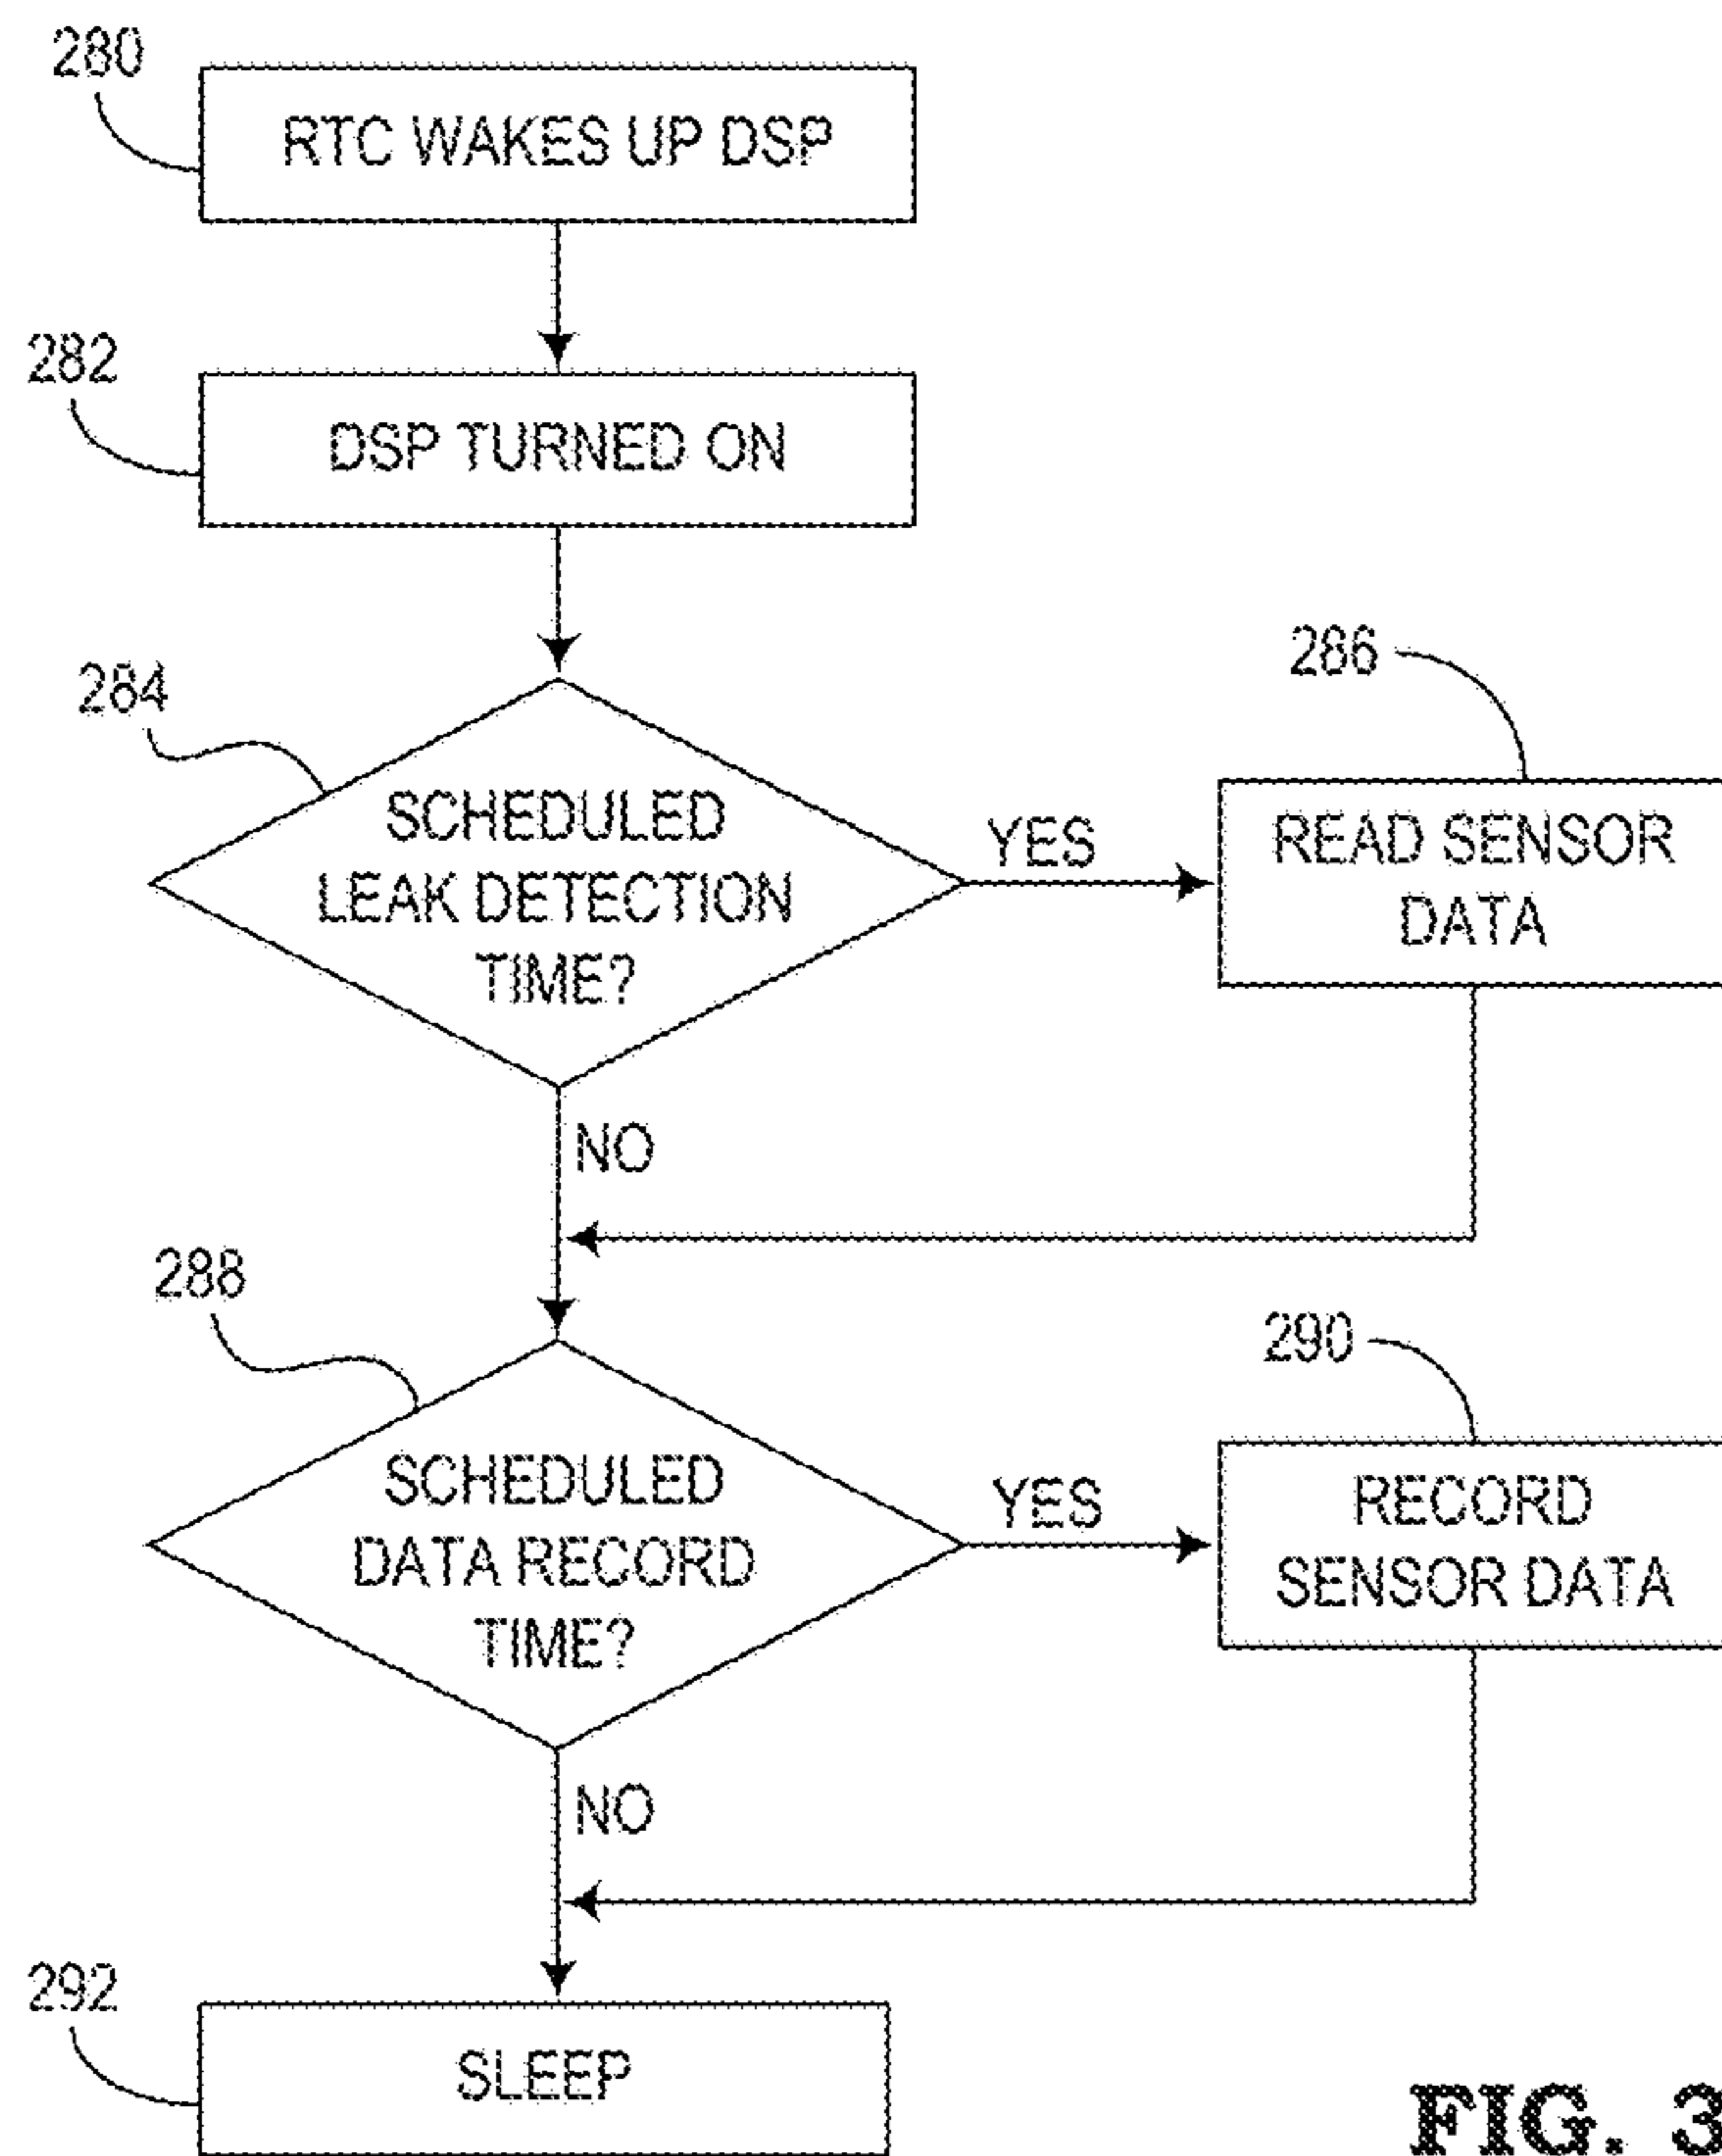 280
RTC WAKES UP DSP
282
DSP TURNED ON
284
SCHEDULED
LEAK DETECTION
TIME?
YES
286
READ SENSOR
DATA
NO
288
SCHEDULED
DATA RECORD
TIME?
YES
290
RECORD
SENSOR DATA
NO
292
SLEEP
FIG. 3